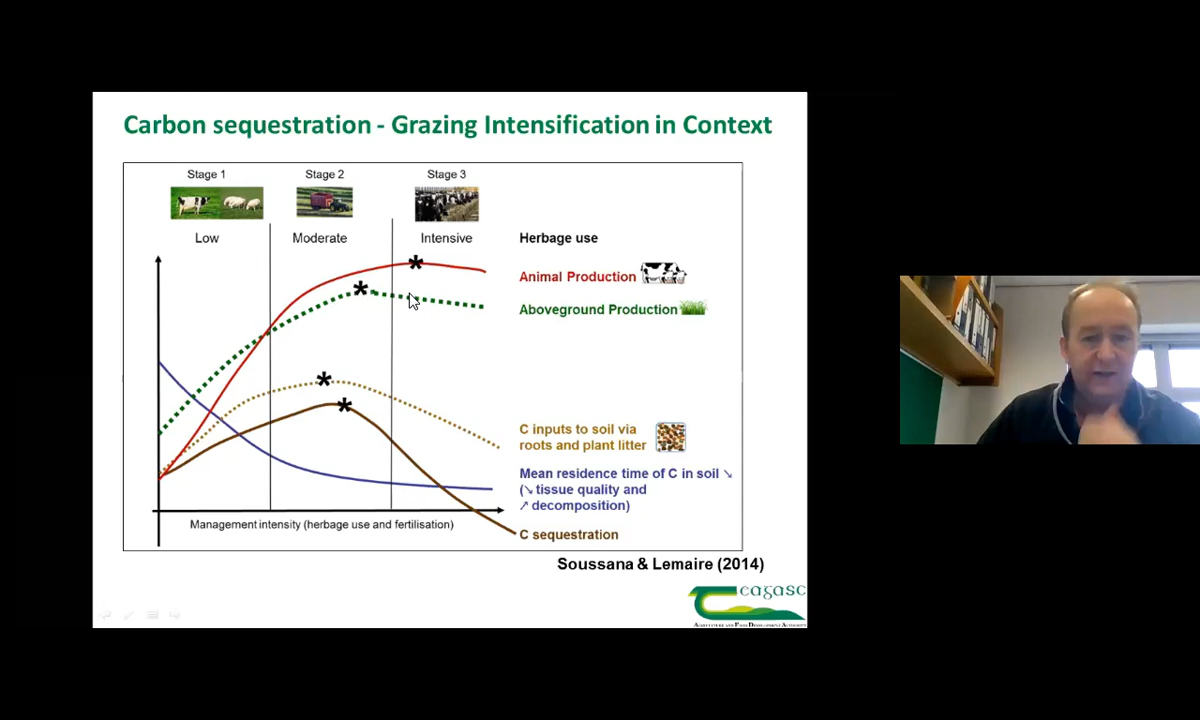 Carbon sequestration - Grazing Intensification in Context
Stage 1
Stage 2
Stage 3
Low
Moderate
Intensive
Herbage use
*
Animal Production
*
Aboveground Production
*
*
C inputs to soil via
roots and plant litter
Mean residence time of C in soil ↘
(↘ tissue quality and
↗ decomposition)
Management intensity (herbage use and fertilisation)
C sequestration
Soussana & Lemaire (2014)
eagasc
AGRICULTURE AND FOOD DEVELOPMENT AUTHORITY